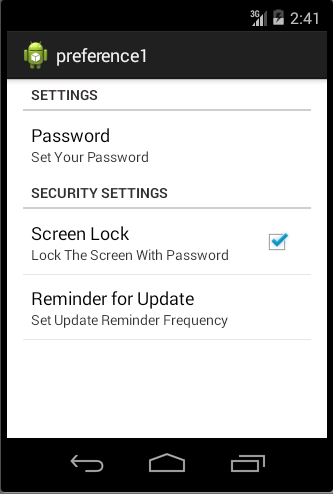 3G 2:41
preference1
SETTINGS
Password
Set Your Password
SECURITY SETTINGS
Screen Lock
Lock The Screen With Password
Reminder for Update
Set Update Reminder Frequency